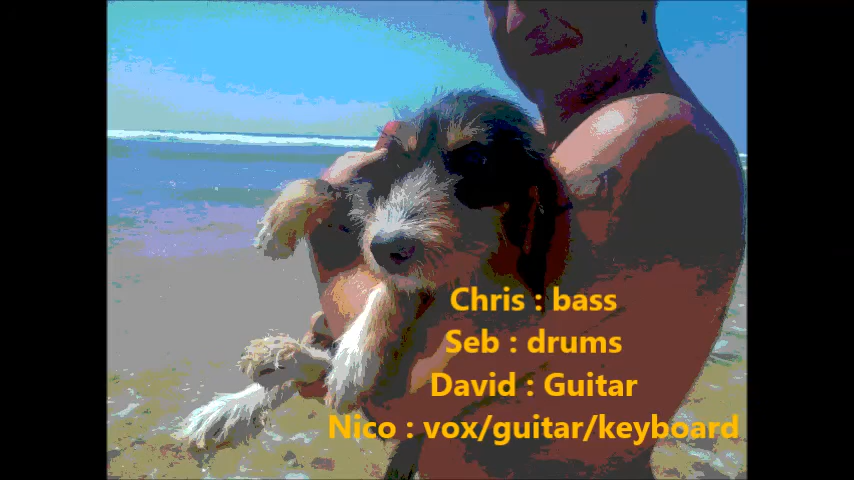 Chris : bass
Seb : drums
David : Guitar
Nico : vox/guitar/keyboard